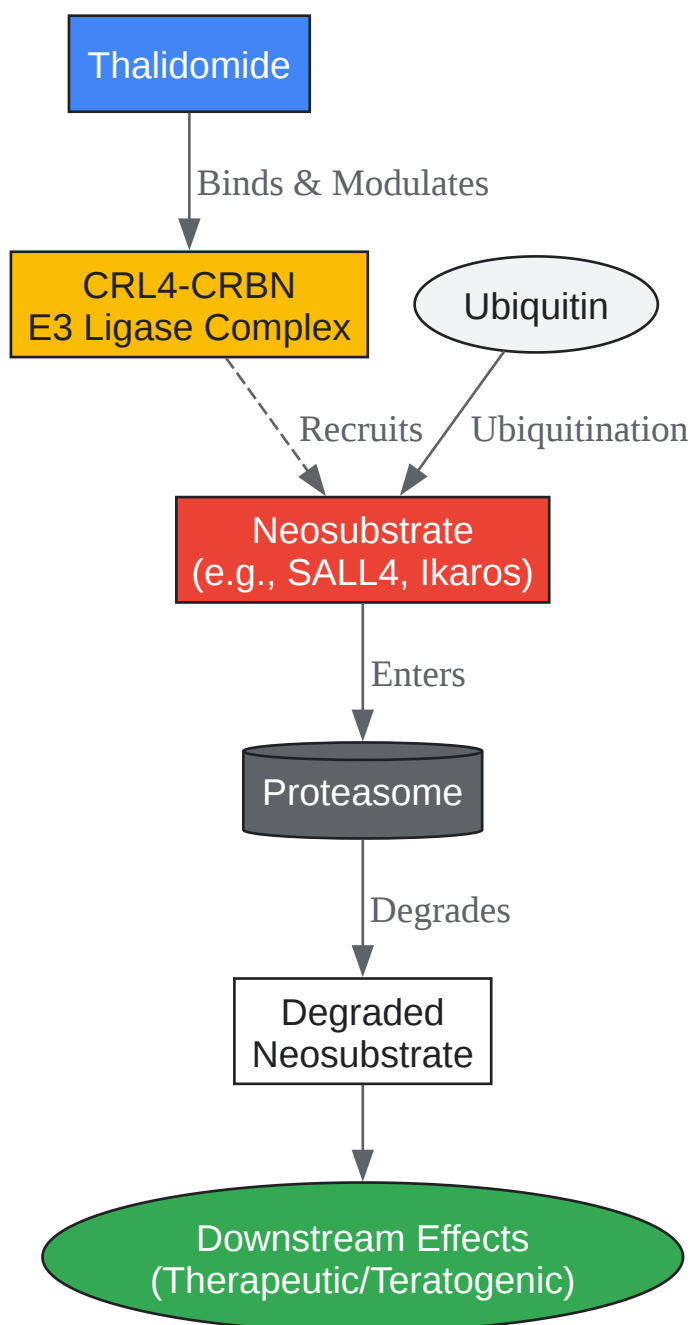 Thalidomide
Binds & Modulates
CRL4-CRBN
E3 Ligase Complex
Ubiquitin
Recruits
Ubiquitination
Neosubstrate
(e.g., SALL4, Ikaros)
Enters
Proteasome
Degrades
Degraded
Neosubstrate
Downstream Effects
(Therapeutic/Teratogenic)